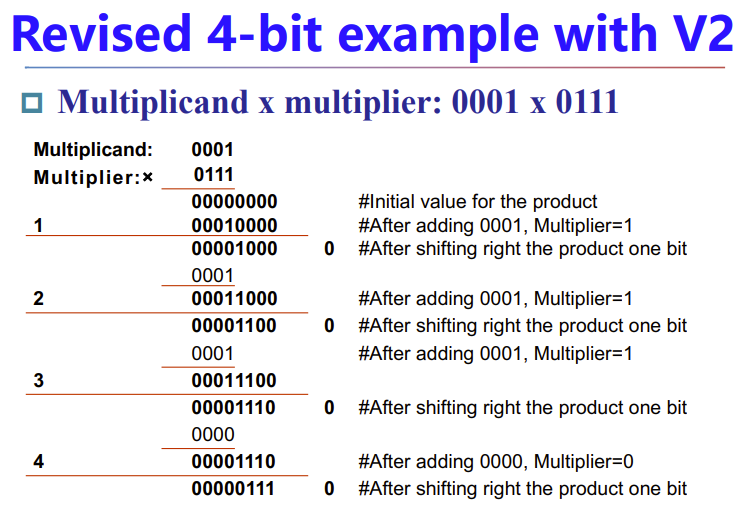 Revised 4-bit example with V2
Multiplicand x multiplier: 0001 x 0111
Multiplicand: 0001
Multiplier:× 0111
00000000 #Initial value for the product
1 00010000 #After adding 0001, Multiplier=1
00001000 0 #After shifting right the product one bit
0001
2 00011000 #After adding 0001, Multiplier=1
00001100 0 #After shifting right the product one bit
0001 #After adding 0001, Multiplier=1
3 00011100
00001110 0 #After shifting right the product one bit
0000
4 00001110 #After adding 0000, Multiplier=0
00000111 0 #After shifting right the product one bit